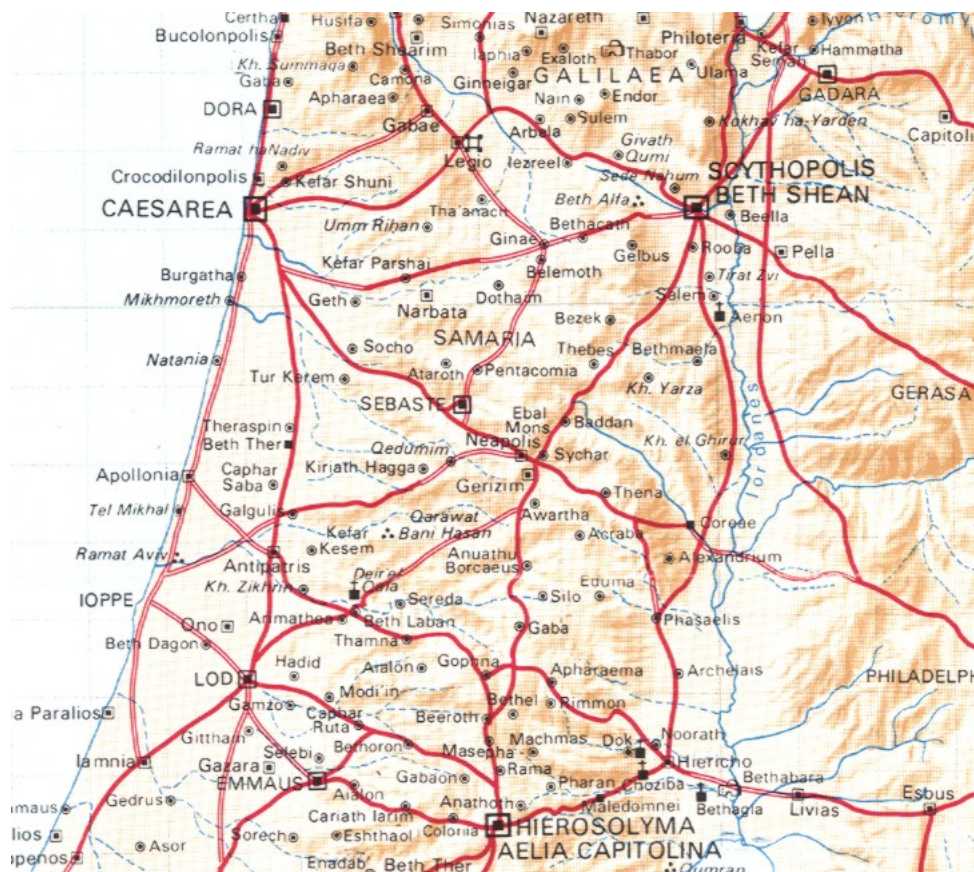 Certha
Husifa
Simonias
Nazareth
Iyvon
Hieromy
Bucolonpolis
Beth Shearim
Iaphia
Exaloth
Thabor
Philoteria
Kefar
Semah
Hammatha
Kh. Summaqa
Gaba
Camona
Ginneigar
GALILAEA
Ulama
GADARA
DORA
Apharaea
Nain
Endor
Gabae
Arbela
Sulem
Kokhav ha-Yarden
Capitoli
Ramat haNadiv
Legio
Iezreel
Givath
Qumi
Crocodilonpolis
Kefar Shuni
Sede Nahum
SCYTHOPOLIS
BETH SHEAN
CAESAREA
Tha'anach
Beth Alfa
Beella
Umm Rihan
Ginae
Bethacath
Gelbus
Rooba
Pella
Kefar Parshai
Belemoth
Tirat Zvi
Burgatha
Dotham
Salem
Mikhmoreth
Geth
Narbata
Bezek
Aenon
SAMARIA
Natania
Socho
Thebes
Bethmaela
Tur Kerem
Ataroth
Pentacomia
Kh. Yarza
GERASA
SEBASTE
Ebal
Mons
Baddan
Iordanes
Theraspin
Beth Ther
Qedumim
Neapolis
Kh. el Ghirur
Apollonia
Caphar
Saba
Kiriath Hagga
Sychar
Gerizim
Thena
Tel Mikhal
Galgulis
Qarawat
Bani Hasan
Awartha
Coreae
Ramat Aviv
Kefar
Kesem
Acraba
Antipatris
Anuathu
Borcaeus
Alexandrium
Kh. Zikhrin
Deir el
Qala
Eduma
IOPPE
Sereda
Silo
Arimathea
Beth Laban
Phasaelis
Ono
Gaba
Beth Dagon
Thamna
Hadid
Aialon
Gophna
Apharaema
Archelais
PHILADELPH
LOD
Modi'in
Bethel
Rimmon
a Paralios
Gamzo
Caphar
Ruta
Beeroth
Gittham
Bethoron
Masepha
Machmas
Dok
Noorath
Iamnia
Selebi
Rama
Hiericho
Gazara
EMMAUS
Gabaon
Pharan
Choziba
Bethabara
Gedrus
Aialon
Anathoth
Maledomnei
Bethagla
Livias
Esbus
maus
Cariath Iarim
Colonia
HIEROSOLYMA
AELIA CAPITOLINA
lios
Sorech
Eshthaol
openos
Asor
Enadab
Beth Ther
Qumran